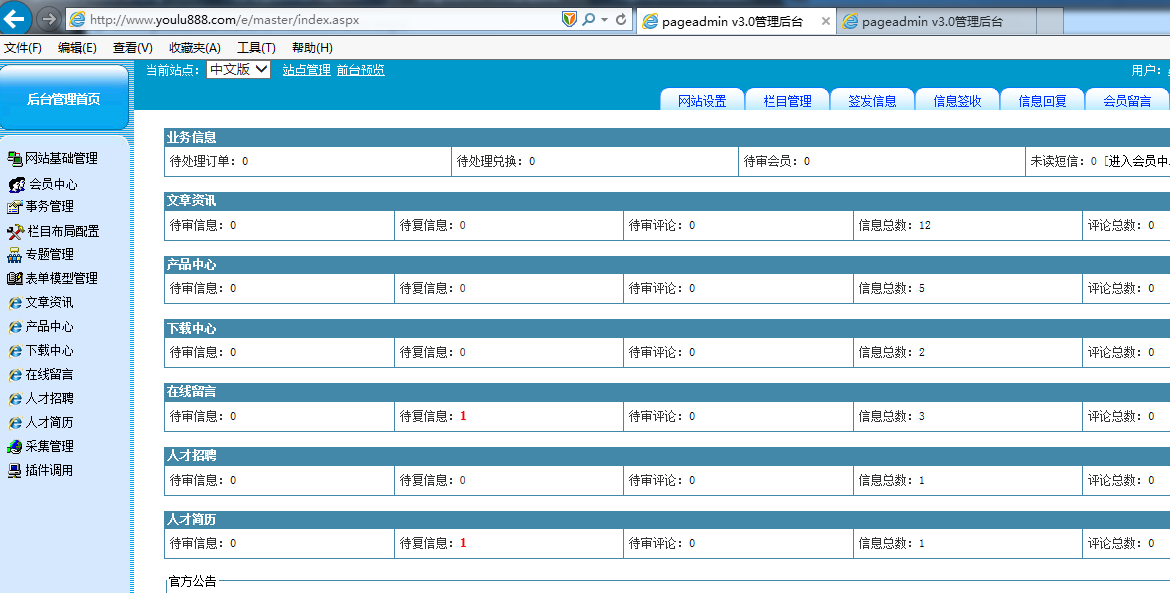 http://www.youlu888.com/e/master/index.aspx
pageadmin v3.0管理后台
pageadmin v3.0管理后台
文件(F) 编辑(E) 查看(V) 收藏夹(A) 工具(T) 帮助(H)
当前站点： 中文版 站点管理 前台预览 用户：
后台管理首页
网站设置 栏目管理 签发信息 信息签收 信息回复 会员留言
网站基础管理
会员中心
事务管理
栏目布局配置
专题管理
表单模型管理
文章资讯
产品中心
下载中心
在线留言
人才招聘
人才简历
采集管理
插件调用
业务信息
待处理订单：0 待处理兑换：0 待审会员：0 未读短信：0 [进入会员中
文章资讯
待审信息：0 待复信息：0 待审评论：0 信息总数：12 评论总数：0
产品中心
待审信息：0 待复信息：0 待审评论：0 信息总数：5 评论总数：0
下载中心
待审信息：0 待复信息：0 待审评论：0 信息总数：2 评论总数：0
在线留言
待审信息：0 待复信息：1 待审评论：0 信息总数：3 评论总数：0
人才招聘
待审信息：0 待复信息：0 待审评论：0 信息总数：1 评论总数：0
人才简历
待审信息：0 待复信息：1 待审评论：0 信息总数：1 评论总数：0
官方公告